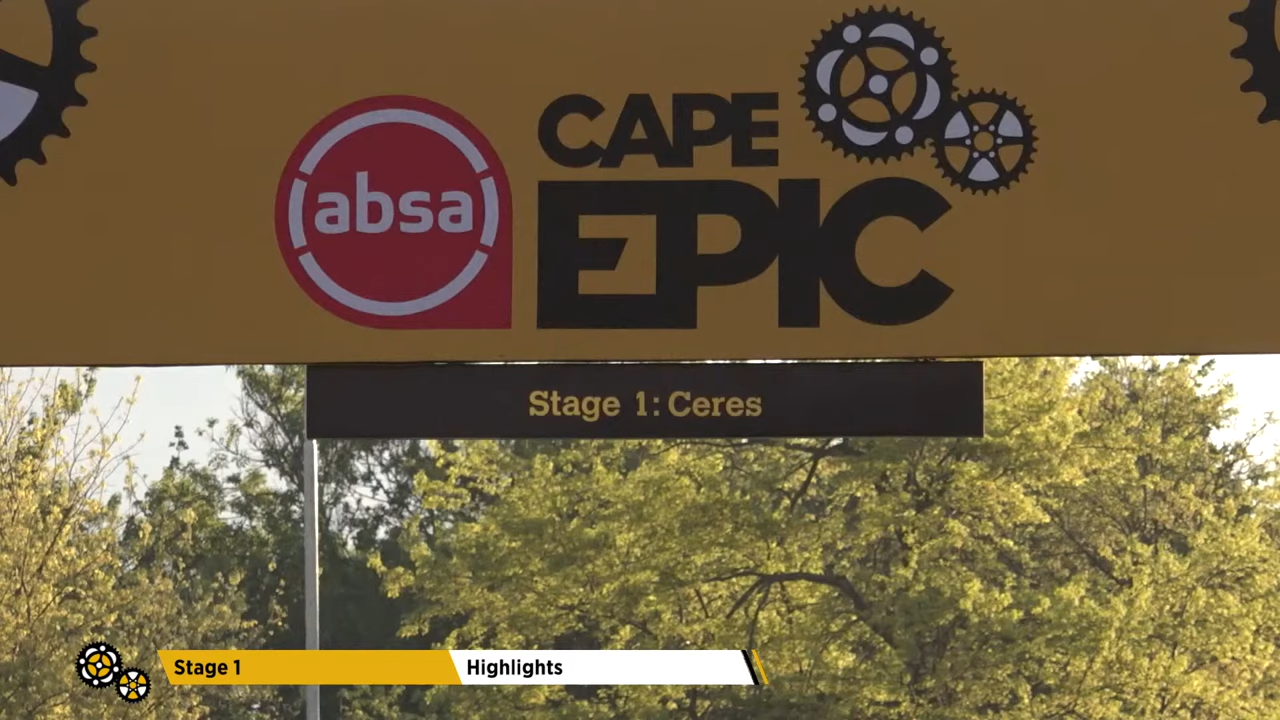 absa
CAPE
EPIC
Stage 1: Ceres
Stage 1
Highlights